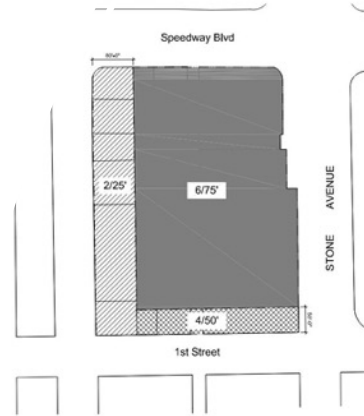 Speedway Blvd
2/25'
6/75'
STONE AVENUE
4/50'
1st Street